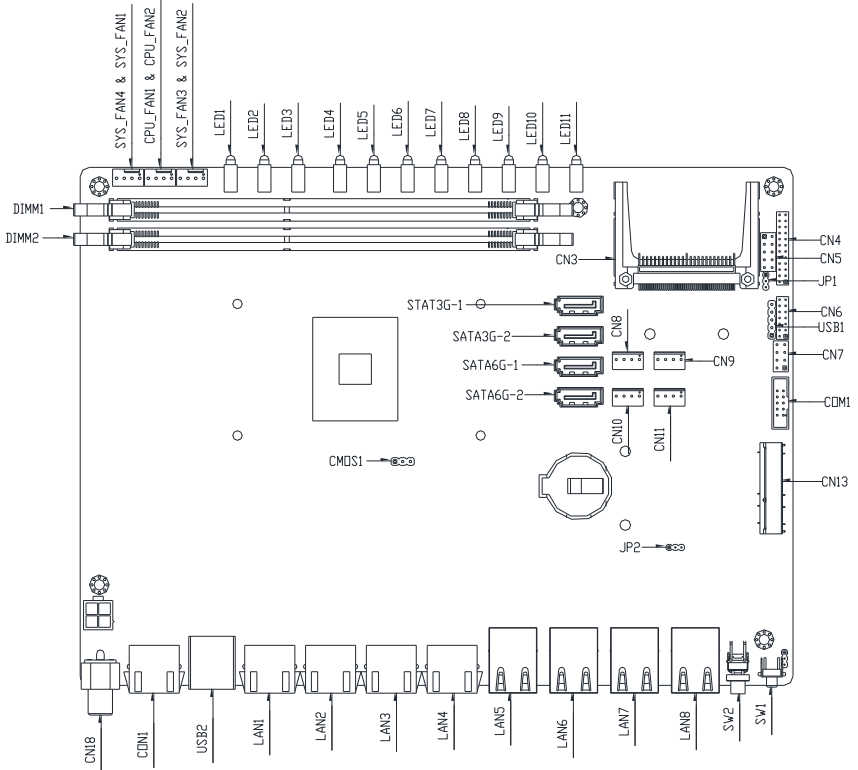 SYS_FAN4 & SYS_FAN1
CPU_FAN1 & CPU_FAN2
SYS_FAN3 & SYS_FAN2
LED1
LED2
LED3
LED4
LED5
LED6
LED7
LED8
LED9
LED10
LED11
DIMM1
DIMM2
CN3
CN4
CN5
JP1
STAT3G-1
SATA3G-2
SATA6G-1
SATA6G-2
CN8
CN9
CN10
CN11
CN6
USB1
CN7
COM1
CMOS1
CN13
JP2
CN18
CON1
USB2
LAN1
LAN2
LAN3
LAN4
LAN5
LAN6
LAN7
LAN8
SW2
SW1